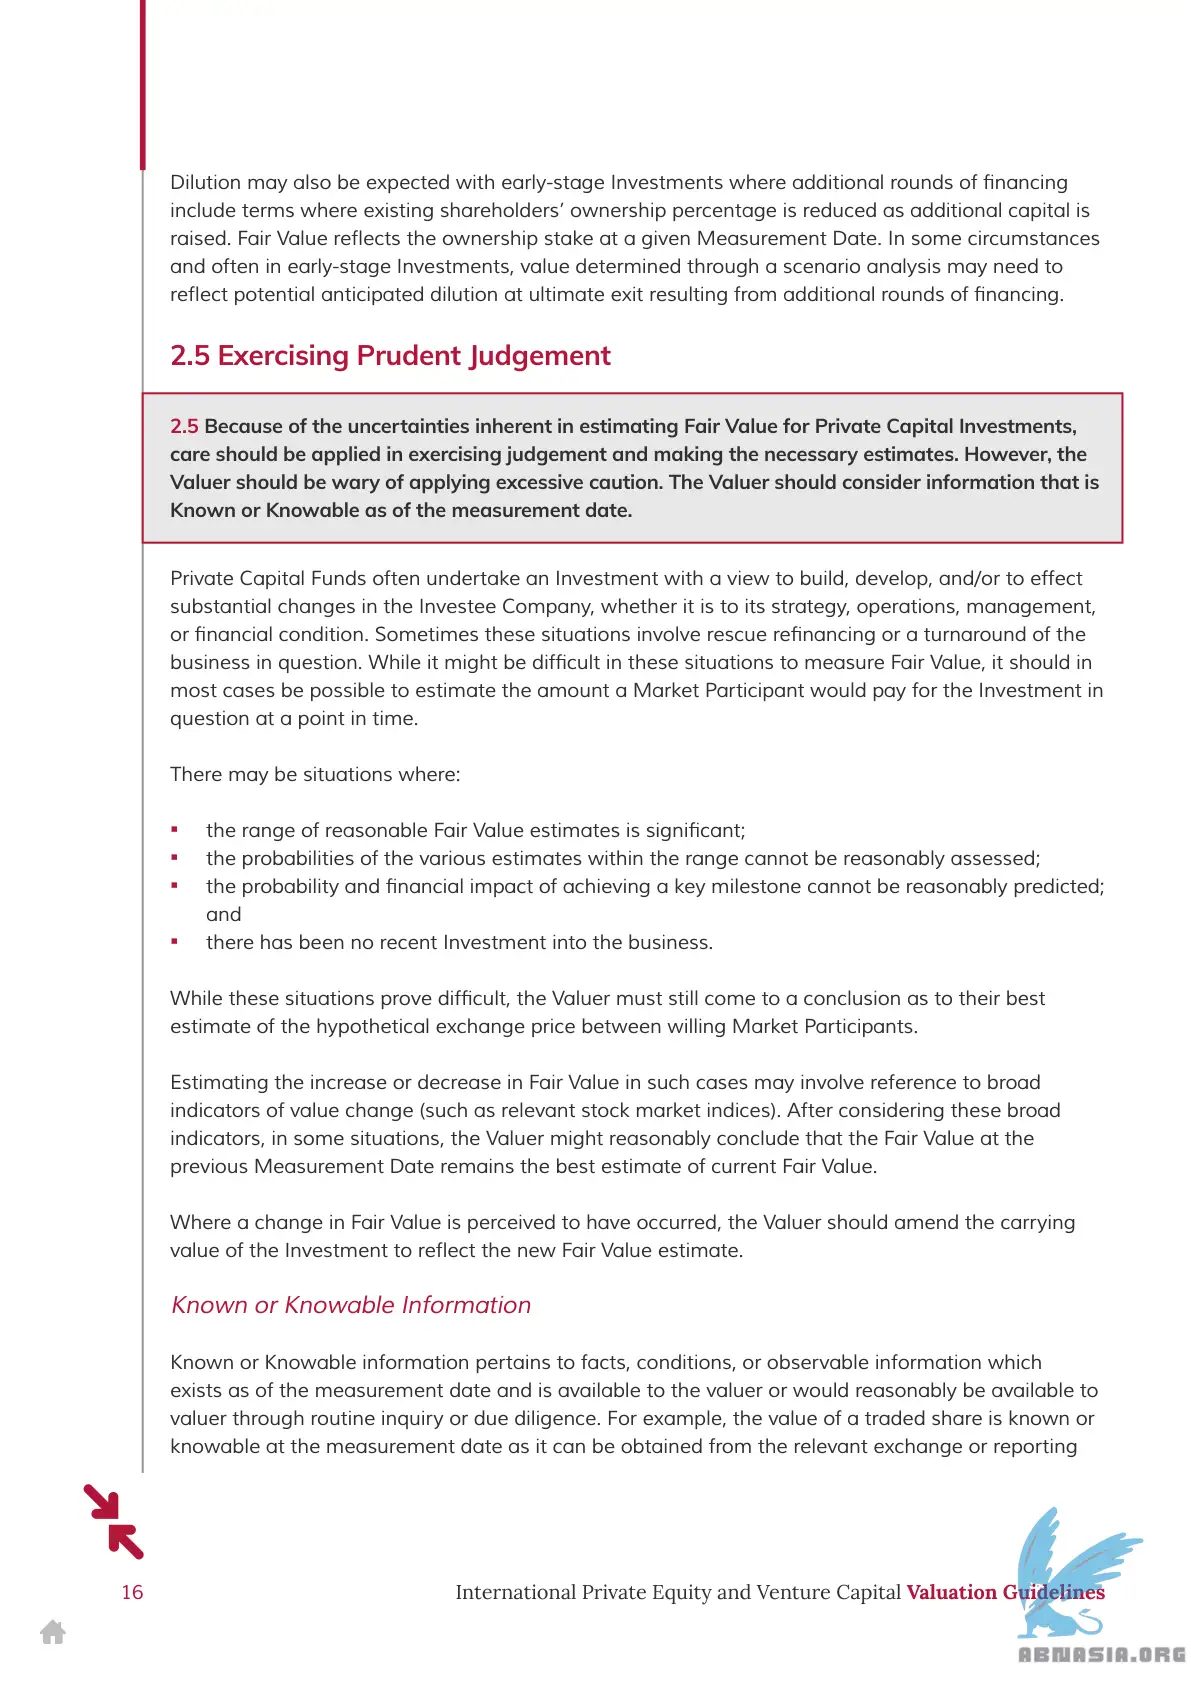 Dilution may also be expected with early-stage Investments where additional rounds of financing
include terms where existing shareholders’ ownership percentage is reduced as additional capital is
raised. Fair Value reflects the ownership stake at a given Measurement Date. In some circumstances
and often in early-stage Investments, value determined through a scenario analysis may need to
reflect potential anticipated dilution at ultimate exit resulting from additional rounds of financing.
2.5 Exercising Prudent Judgement
2.5 Because of the uncertainties inherent in estimating Fair Value for Private Capital Investments,
care should be applied in exercising judgement and making the necessary estimates. However, the
Valuer should be wary of applying excessive caution. The Valuer should consider information that is
Known or Knowable as of the measurement date.
Private Capital Funds often undertake an Investment with a view to build, develop, and/or to effect
substantial changes in the Investee Company, whether it is to its strategy, operations, management,
or financial condition. Sometimes these situations involve rescue refinancing or a turnaround of the
business in question. While it might be difficult in these situations to measure Fair Value, it should in
most cases be possible to estimate the amount a Market Participant would pay for the Investment in
question at a point in time.
There may be situations where:
▪ the range of reasonable Fair Value estimates is significant;
▪ the probabilities of the various estimates within the range cannot be reasonably assessed;
▪ the probability and financial impact of achieving a key milestone cannot be reasonably predicted;
and
▪ there has been no recent Investment into the business.
While these situations prove difficult, the Valuer must still come to a conclusion as to their best
estimate of the hypothetical exchange price between willing Market Participants.
Estimating the increase or decrease in Fair Value in such cases may involve reference to broad
indicators of value change (such as relevant stock market indices). After considering these broad
indicators, in some situations, the Valuer might reasonably conclude that the Fair Value at the
previous Measurement Date remains the best estimate of current Fair Value.
Where a change in Fair Value is perceived to have occurred, the Valuer should amend the carrying
value of the Investment to reflect the new Fair Value estimate.
Known or Knowable Information
Known or Knowable information pertains to facts, conditions, or observable information which
exists as of the measurement date and is available to the valuer or would reasonably be available to
valuer through routine inquiry or due diligence. For example, the value of a traded share is known or
knowable at the measurement date as it can be obtained from the relevant exchange or reporting
16
International Private Equity and Venture Capital Valuation Guidelines
ABNASIA.ORG